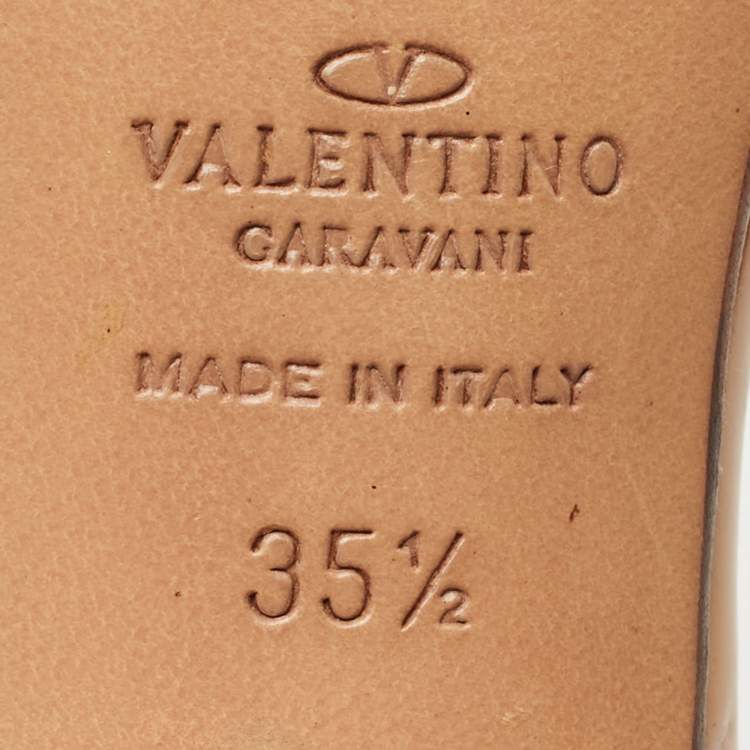 V
VALENTINO
GARAVANI
MADE IN ITALY
35½